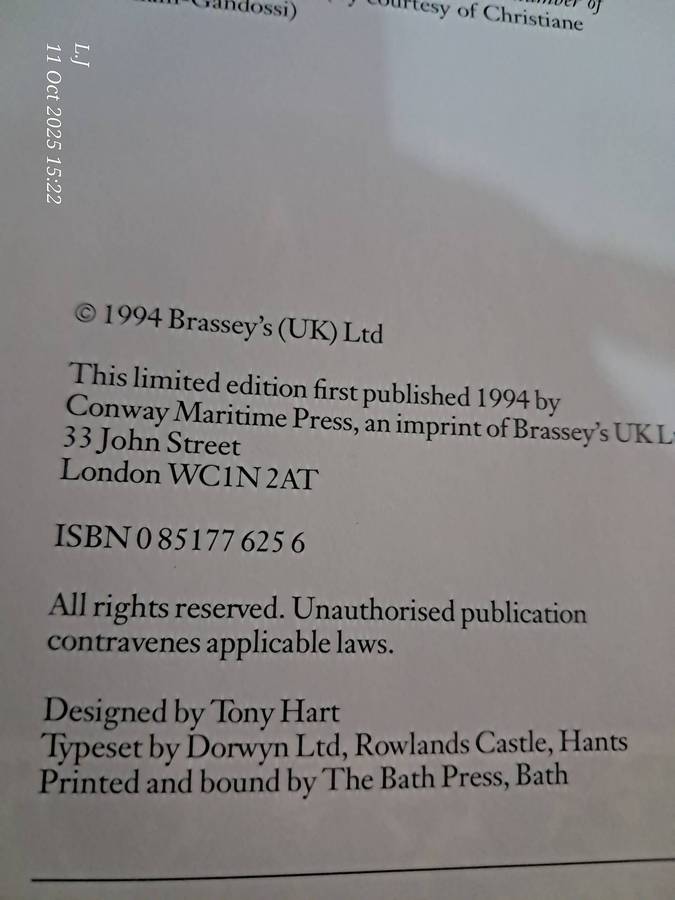 courtesy of Christiane
L.J
11 Oct 2025 15:22
© 1994 Brassey's (UK) Ltd
This limited edition first published 1994 by
Conway Maritime Press, an imprint of Brassey's UK L
33 John Street
London WC1N 2AT
ISBN 0 85177 625 6
All rights reserved. Unauthorised publication
contravenes applicable laws.
Designed by Tony Hart
Typeset by Dorwyn Ltd, Rowlands Castle, Hants
Printed and bound by The Bath Press, Bath